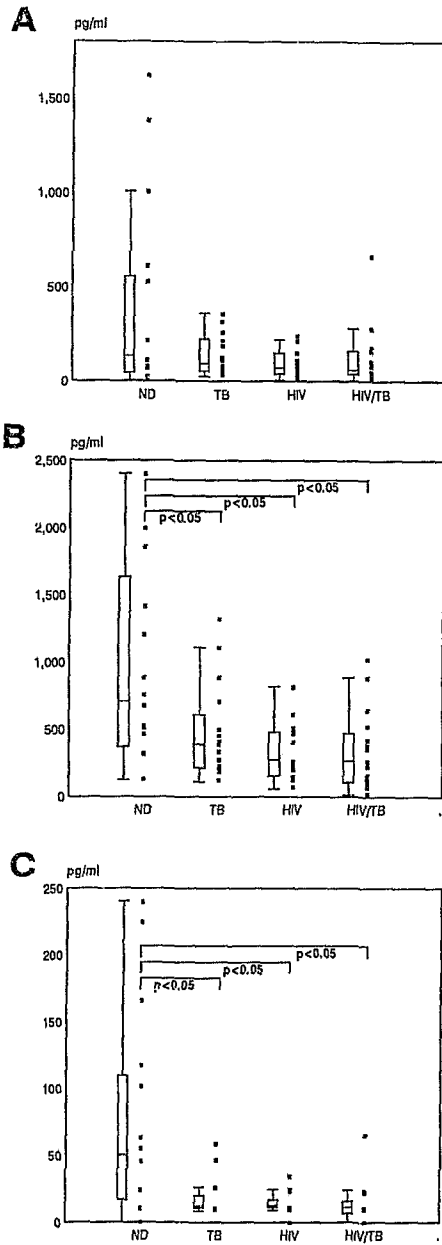 A
pg/ml
1,500
1,000
500
0
ND TB HIV HIV/TB
B
pg/ml
2,500
2,000
1,500
1,000
500
0
p<0.05
p<0.05
p<0.05
ND TB HIV HIV/TB
C
pg/ml
250
200
150
100
50
0
p<0.05
p<0.05
p<0.05
ND TB HIV HIV/TB